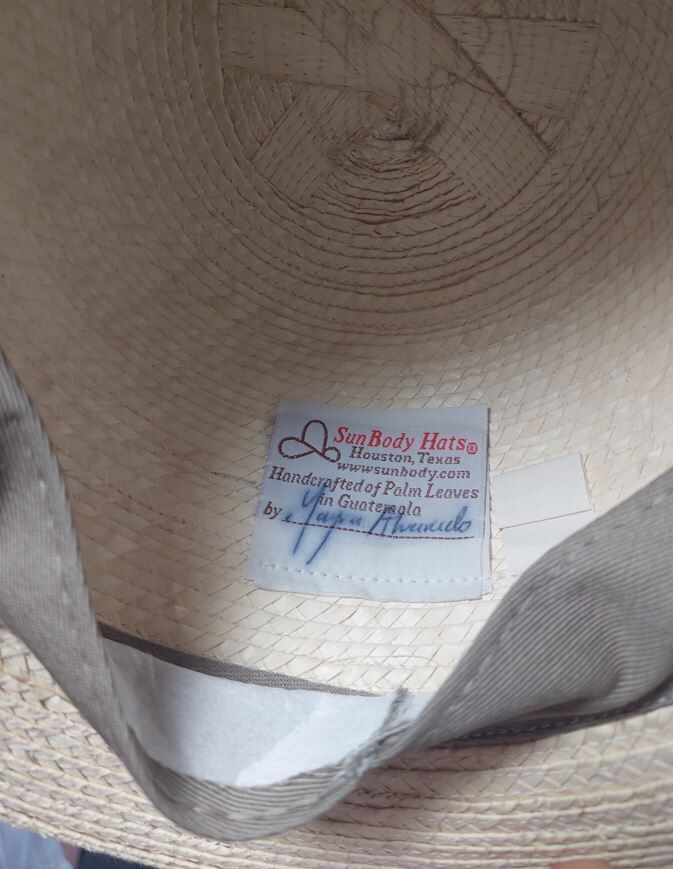 SunBody Hats®
Houston, Texas
www.sunbody.com
Handcrafted of Palm Leaves
in Guatemala
by